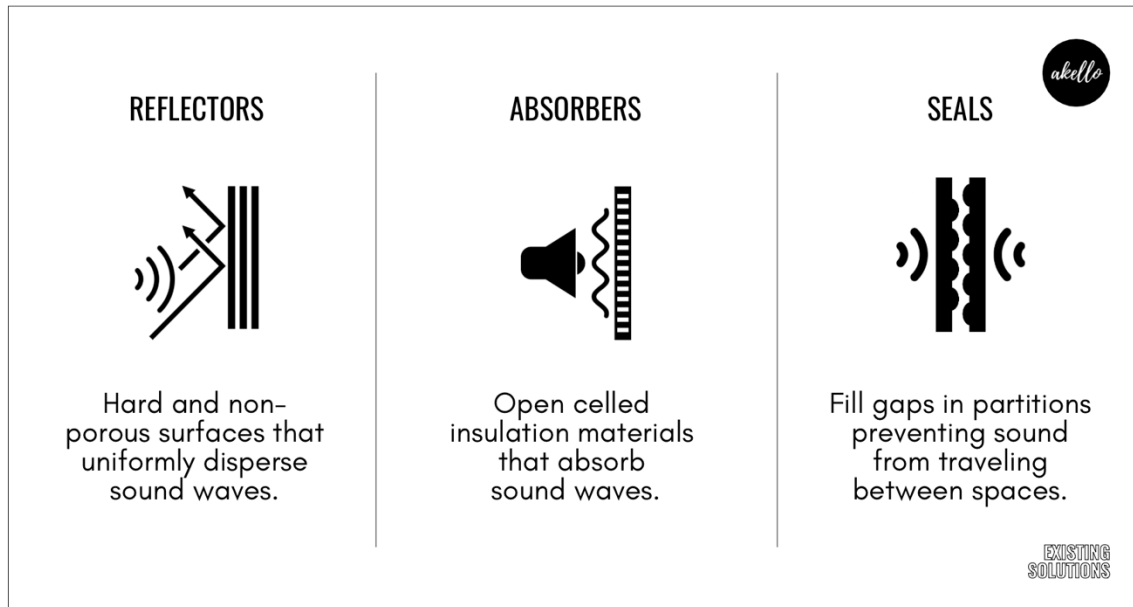 akello
REFLECTORS
Hard and non-
porous surfaces that
uniformly disperse
sound waves.
ABSORBERS
Open celled
insulation materials
that absorb
sound waves.
SEALS
Fill gaps in partitions
preventing sound
from traveling
between spaces.
EXISTING
SOLUTIONS